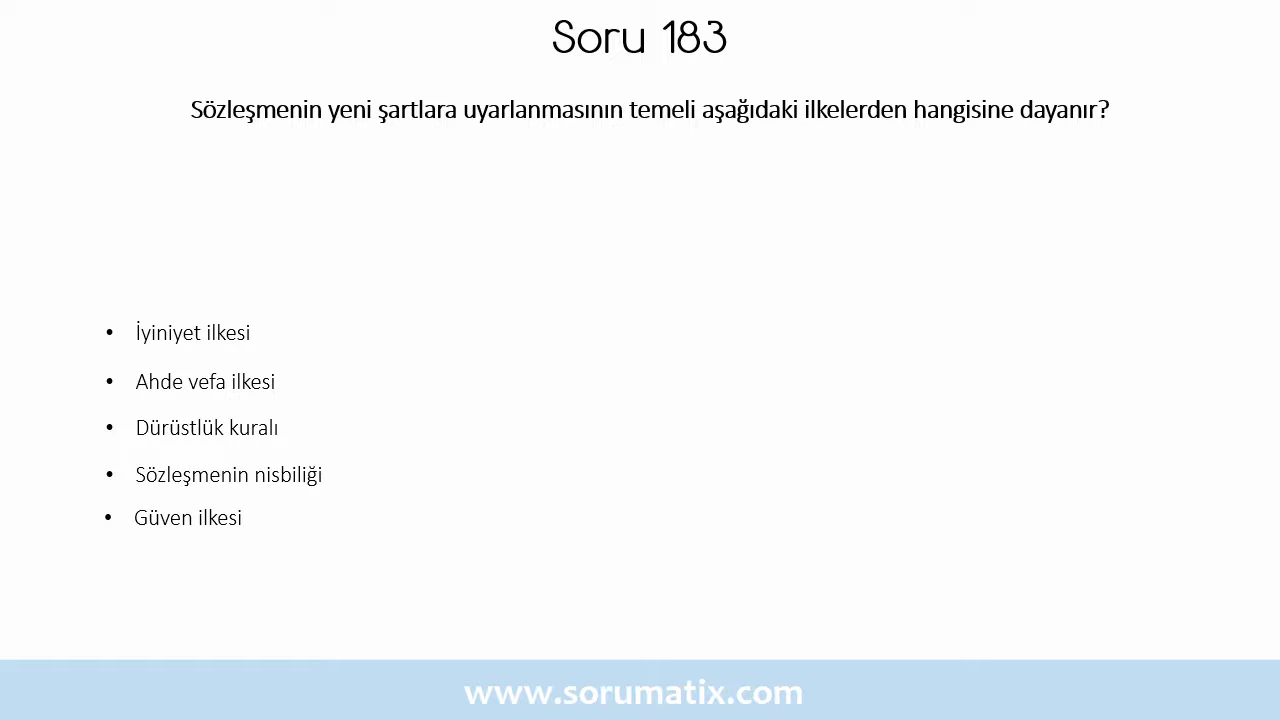 Soru 183
Sözleşmenin yeni şartlara uyarlanmasının temeli aşağıdaki ilkelerden hangisine dayanır?
• İyiniyet ilkesi
• Ahde vefa ilkesi
• Dürüstlük kuralı
• Sözleşmenin nisbiliği
• Güven ilkesi
www.sorumatix.com